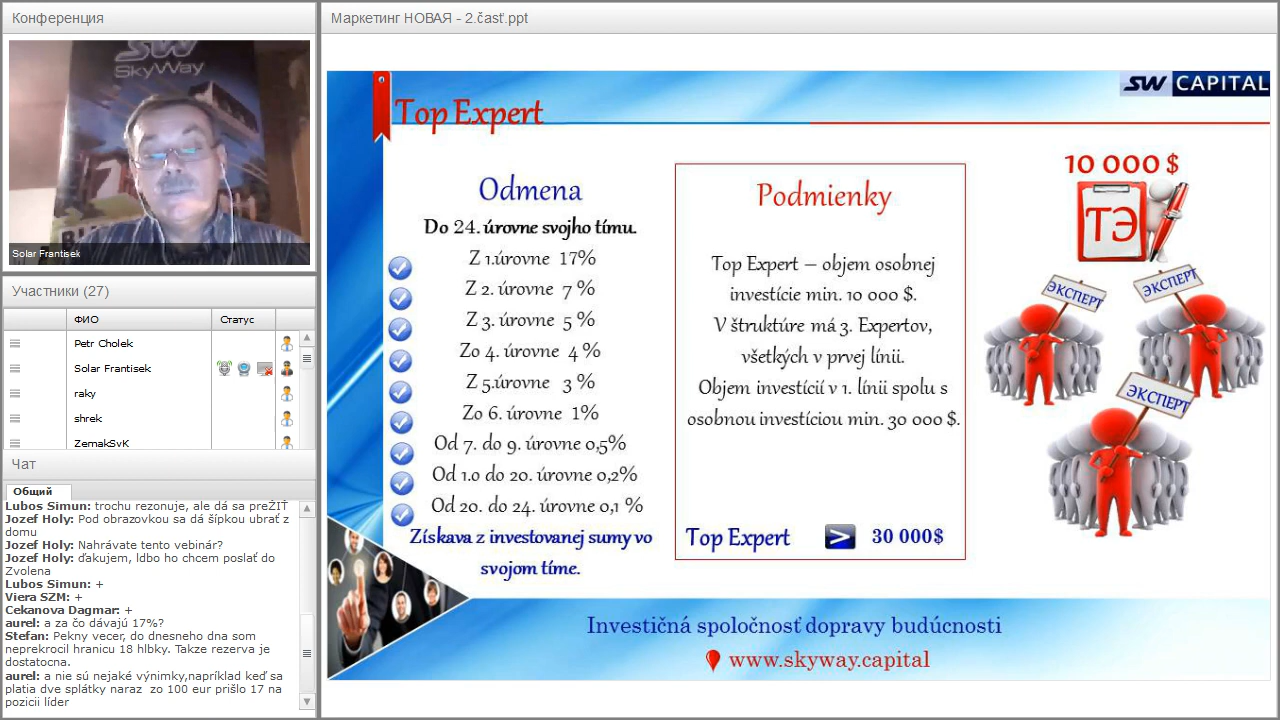 Конференция
SW
SkyWay
Solar Frantisek
Участники (27)
ФИО
Статус
Petr Cholek
Solar Frantisek
raky
shrek
ZemakSvK
Чат
Общий
Lubos Simun: trochu rezonuje, ale dá sa preŽIŤ
Jozef Holy: Pod obrazovkou sa dá šípkou ubrať z
domu
Jozef Holy: Nahrávate tento vebinár?
Jozef Holy: ďakujem, ldbo ho chcem poslať do
Zvolena
Lubos Simun: +
Viera SZM: +
Cekanova Dagmar: +
aurel: a za čo dávajú 17%?
Stefan: Pekny vecer, do dnesneho dna som
neprekrocil hranicu 18 hlbky. Takze rezerva je
dostatocna.
aurel: a nie sú nejaké výnimky,napríklad keď sa
platia dve splátky naraz zo 100 eur prišlo 17 na
pozicii líder
Маркетинг НОВАЯ - 2.časť.ppt
SW CAPITAL
Top Expert
Odmena
Do 24. úrovne svojho tímu.
Z 1.úrovne 17%
Z 2. úrovne 7 %
Z 3. úrovne 5 %
Zo 4. úrovne 4 %
Z 5.úrovne 3 %
Zo 6. úrovne 1%
Od 7. do 9. úrovne 0,5%
Od 1.0 do 20. úrovne 0,2%
Od 20. do 24. úrovne 0,1 %
Získava z investovanej sumy vo
svojom tíme.
Podmienky
Top Expert – objem osobnej
investície min. 10 000 $.
V štruktúre má 3. Expertov,
všetkých v prvej línii.
Objem investícií v 1. línii spolu s
osobnou investíciou min. 30 000 $.
Top Expert > 30 000$
10 000 $
ТЭ
ЭКСПЕРТ
ЭКСПЕРТ
ЭКСПЕРТ
Investičná spoločnosť dopravy budúcnosti
www.skyway.capital